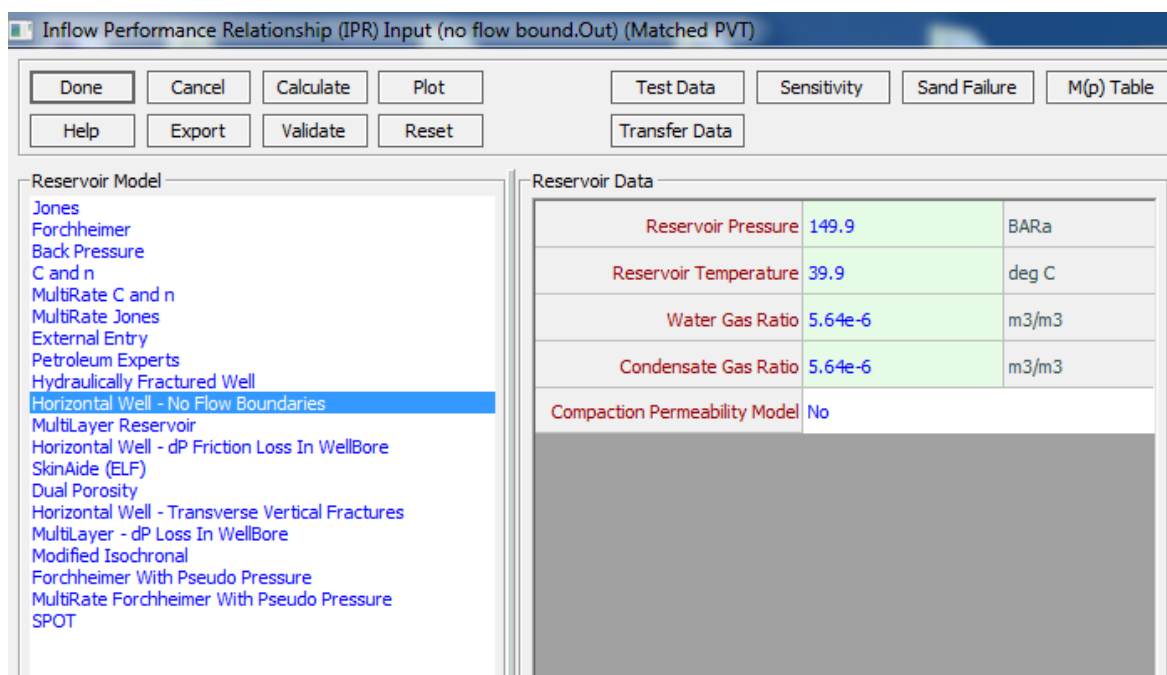 Inflow Performance Relationship (IPR) Input (no flow bound.Out) (Matched PVT)
Done Cancel Calculate Plot Test Data Sensitivity Sand Failure M(p) Table
Help Export Validate Reset Transfer Data
Reservoir Model
Jones
Forchheimer
Back Pressure
C and n
MultiRate C and n
MultiRate Jones
External Entry
Petroleum Experts
Hydraulically Fractured Well
Horizontal Well - No Flow Boundaries
MultiLayer Reservoir
Horizontal Well - dP Friction Loss In WellBore
SkinAide (ELF)
Dual Porosity
Horizontal Well - Transverse Vertical Fractures
MultiLayer - dP Loss In WellBore
Modified Isochronal
Forchheimer With Pseudo Pressure
MultiRate Forchheimer With Pseudo Pressure
SPOT
Reservoir Data
Reservoir Pressure 149.9 BARa
Reservoir Temperature 39.9 deg C
Water Gas Ratio 5.64e-6 m3/m3
Condensate Gas Ratio 5.64e-6 m3/m3
Compaction Permeability Model No